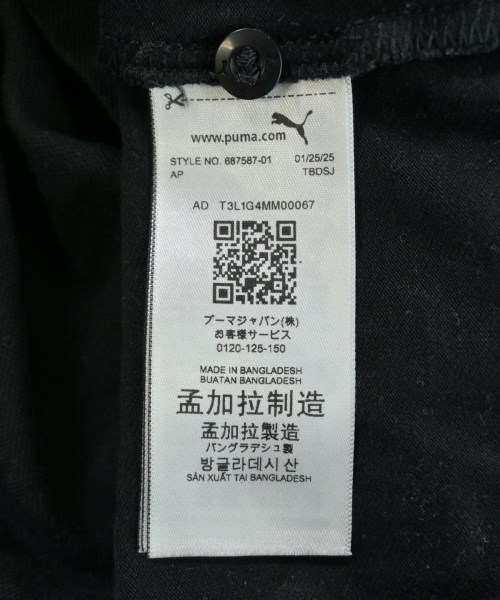 www.puma.com
STYLE NO. 687587-01 01/25/25
AP TBDSJ
AD T3L1G4MM00067
プーマジャパン(株)
お客様サービス
0120-125-150
MADE IN BANGLADESH
BUATAN BANGLADESH
孟加拉制造
孟加拉製造
バングラデシュ製
방글라데시 산
SẢN XUẤT TẠI BANGLADESH